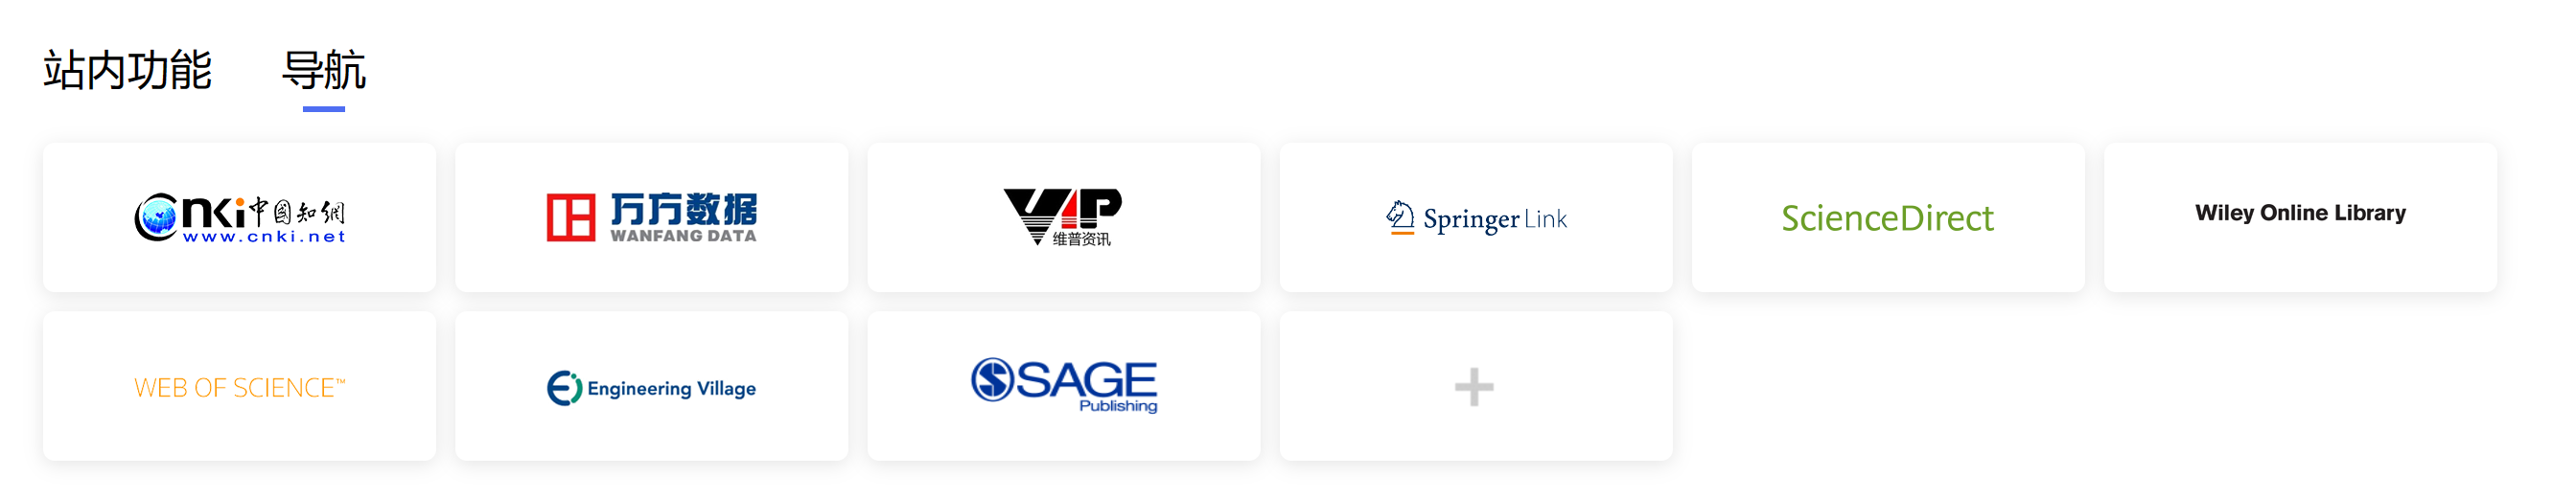 站内功能 导航
cnki中国知网
www.cnki.net
万方数据
WANFANG DATA
VIP
维普资讯
Springer Link
ScienceDirect
Wiley Online Library
WEB OF SCIENCE™
Ei Engineering Village
SAGE
Publishing